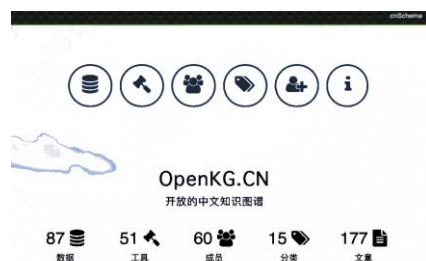 cnSchema
OpenKG.CN
开放的中文知识图谱
87 51 60 15 177
数据 工具 成员 分类 文章